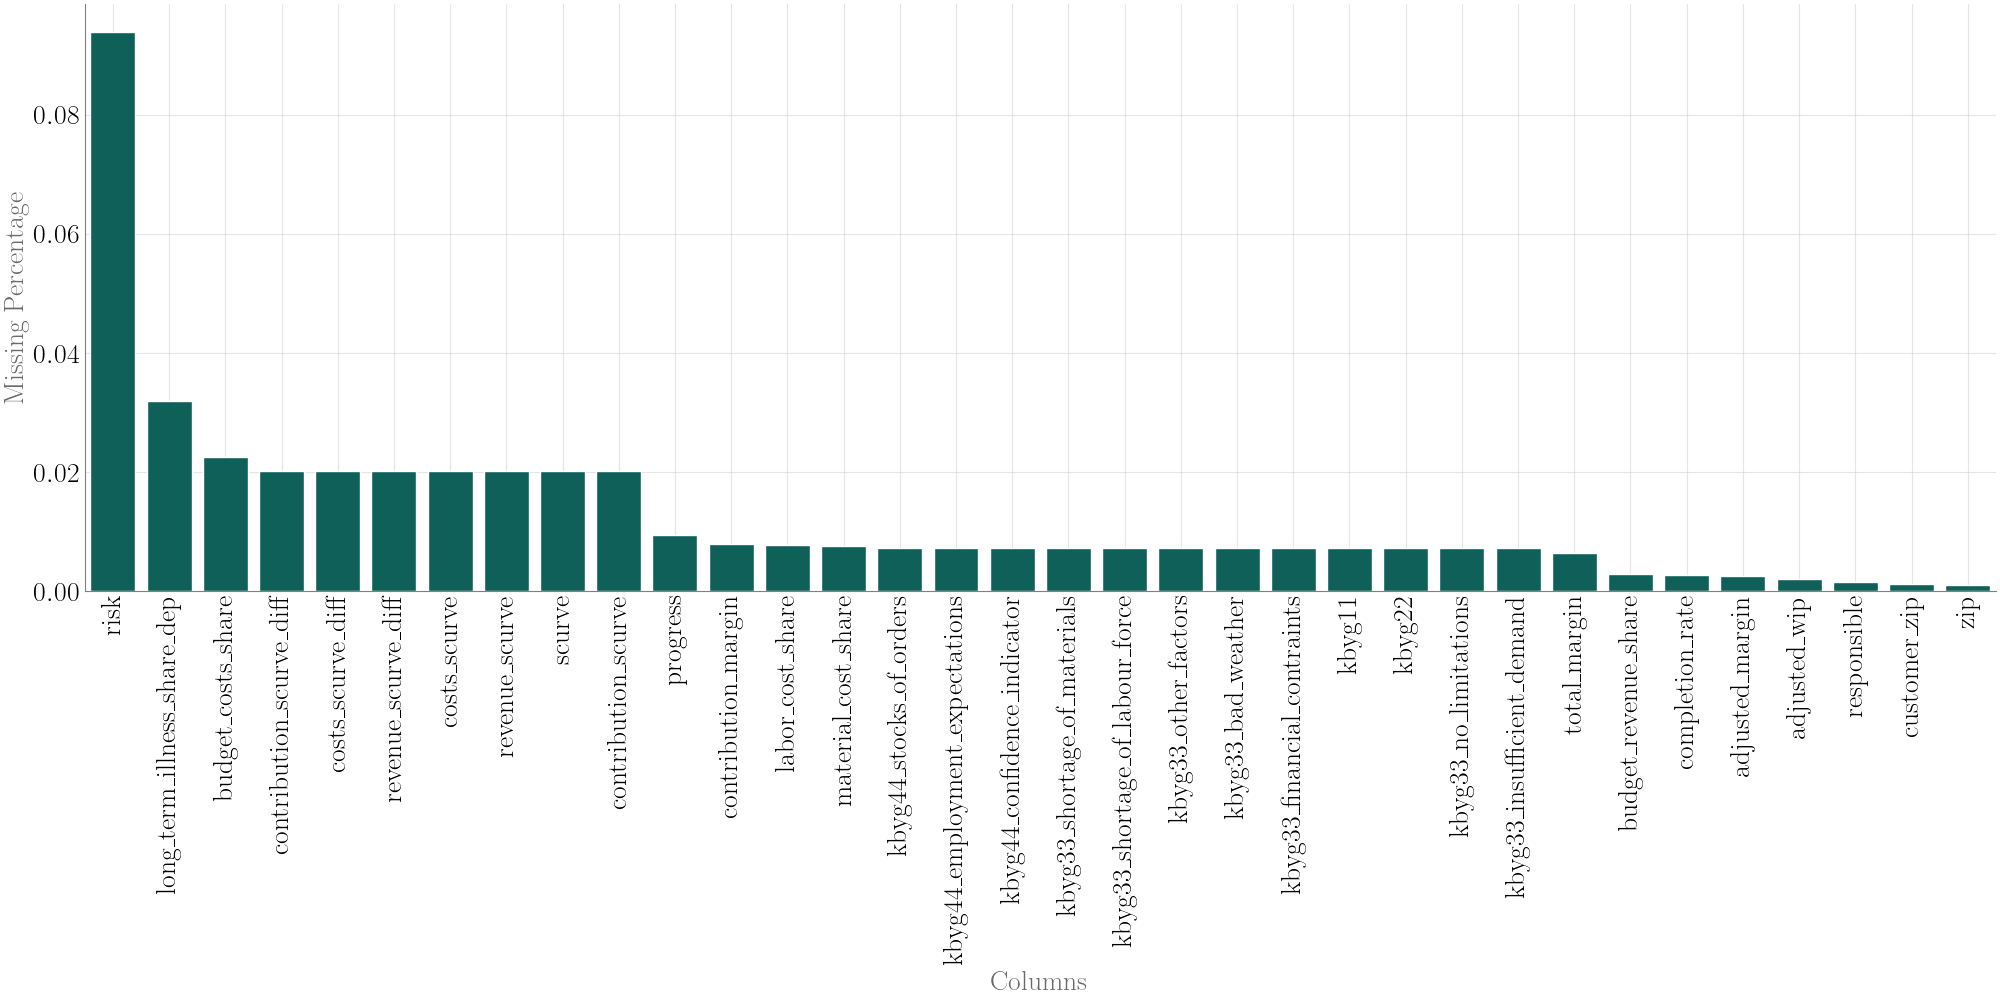 Missing Percentage
0.08
0.06
0.04
0.02
0.00
risk
long_term_illness_share_dep
budget_costs_share
contribution_scurve_diff
costs_scurve_diff
revenue_scurve_diff
costs_scurve
revenue_scurve
scurve
contribution_scurve
progress
contribution_margin
labor_cost_share
material_cost_share
kbyg44_stocks_of_orders
kbyg44_employment_expectations
kbyg44_confidence_indicator
kbyg33_shortage_of_materials
kbyg33_shortage_of_labour_force
kbyg33_other_factors
kbyg33_bad_weather
kbyg33_financial_contraints
kbyg11
kbyg22
kbyg33_no_limitations
kbyg33_insufficient_demand
total_margin
budget_revenue_share
completion_rate
adjusted_margin
adjusted_wip
responsible
customer_zip
zip
Columns